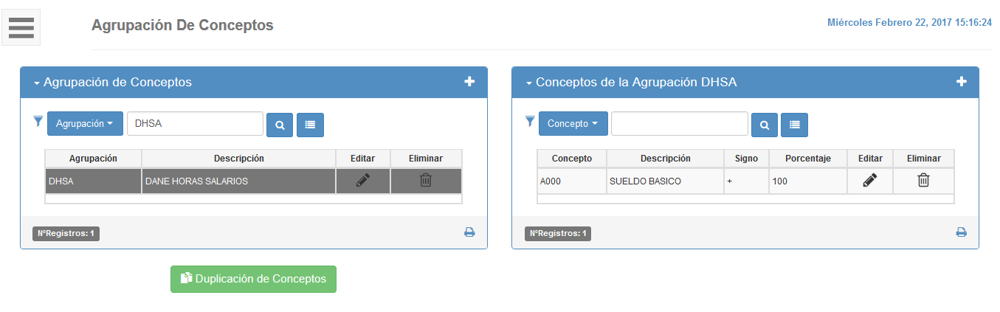 Agrupación De Conceptos
Miércoles Febrero 22, 2017 15:16:24
Agrupación de Conceptos
Agrupación DHSA
Agrupación Descripción Editar Eliminar
DHSA DANE HORAS SALARIOS
NºRegistros: 1
Duplicación de Conceptos
Conceptos de la Agrupación DHSA
Concepto
Concepto Descripción Signo Porcentaje Editar Eliminar
A000 SUELDO BASICO + 100
NºRegistros: 1